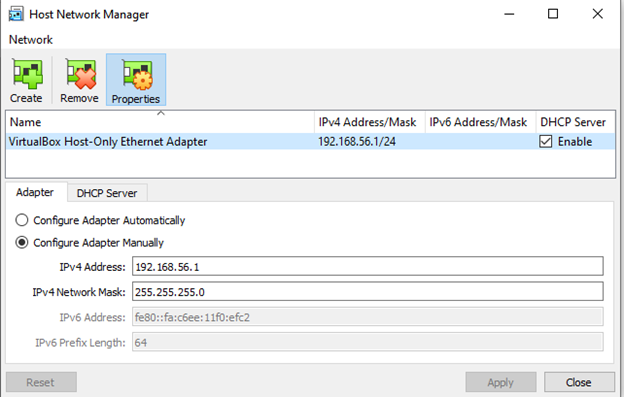 Host Network Manager
Network
Create Remove Properties
Name IPv4 Address/Mask IPv6 Address/Mask DHCP Server
VirtualBox Host-Only Ethernet Adapter 192.168.56.1/24 Enable
Adapter DHCP Server
Configure Adapter Automatically
Configure Adapter Manually
IPv4 Address: 192.168.56.1
IPv4 Network Mask: 255.255.255.0
IPv6 Address: fe80::fa:c6ee:11f0:efc2
IPv6 Prefix Length: 64
Reset Apply Close